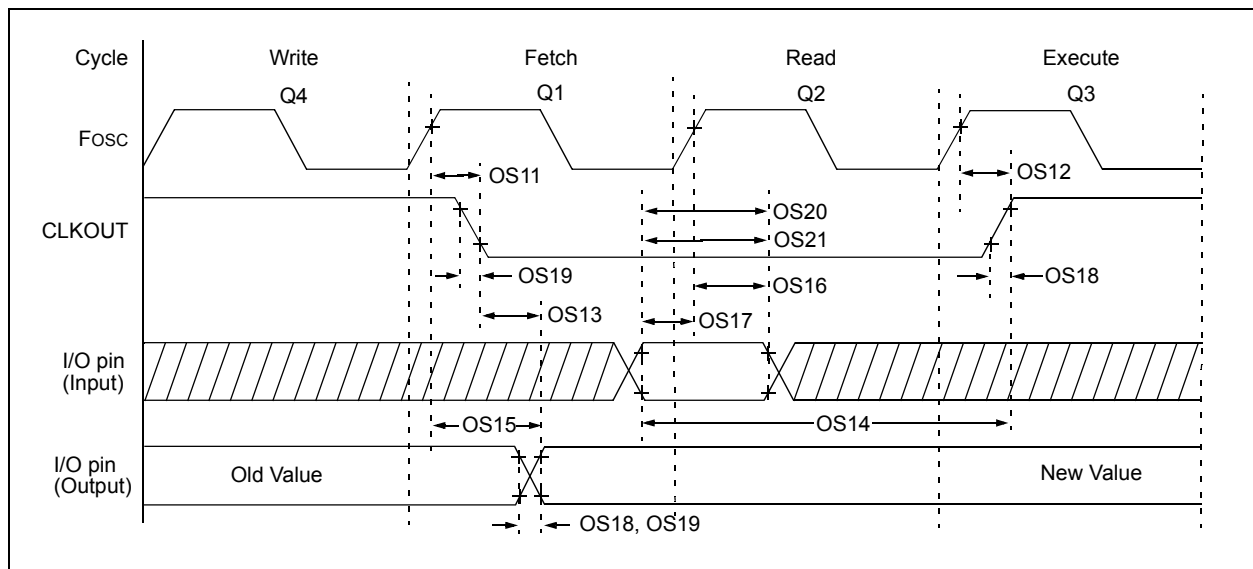 Cycle Write Fetch Read Execute
Q4 Q1 Q2 Q3
FOSC
OS11 OS12
CLKOUT
OS20
OS21
OS19 OS16 OS18
OS13 OS17
I/O pin
(Input)
OS15 OS14
I/O pin
(Output)
Old Value New Value
OS18, OS19